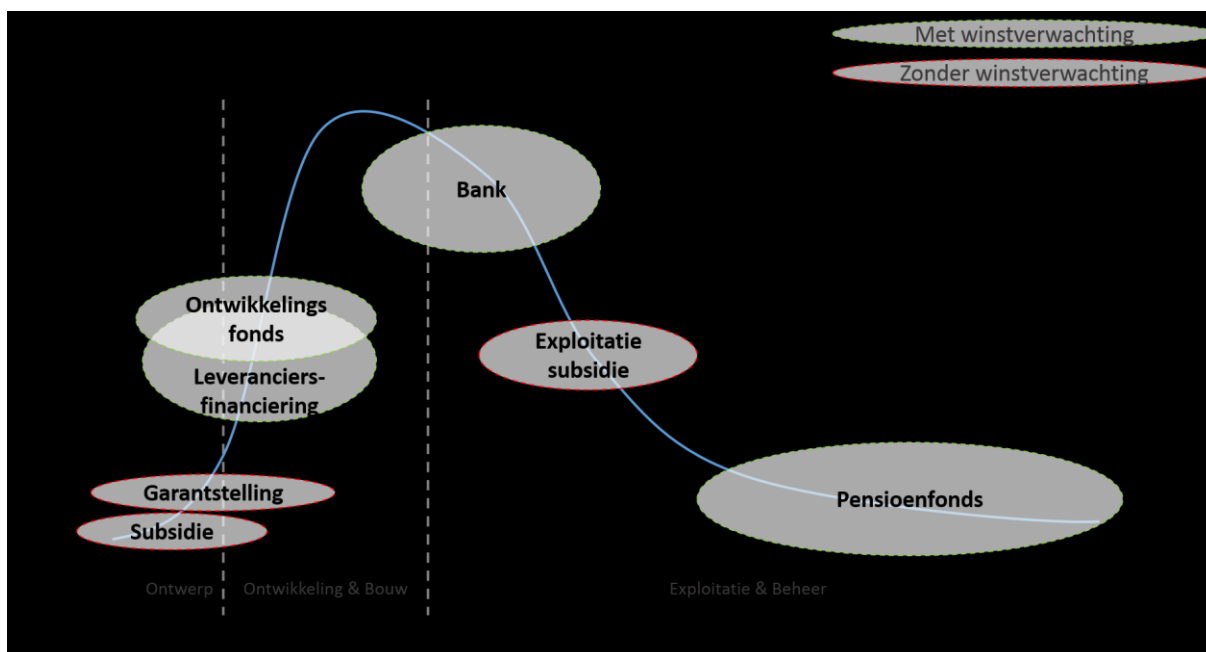 Met winstverwachting
Zonder winstverwachting
Bank
Ontwikkelings
fonds
Leveranciers-
financiering
Exploitatie
subsidie
Garantstelling
Subsidie
Pensioenfonds
Ontwerp
Ontwikkeling & Bouw
Exploitatie & Beheer